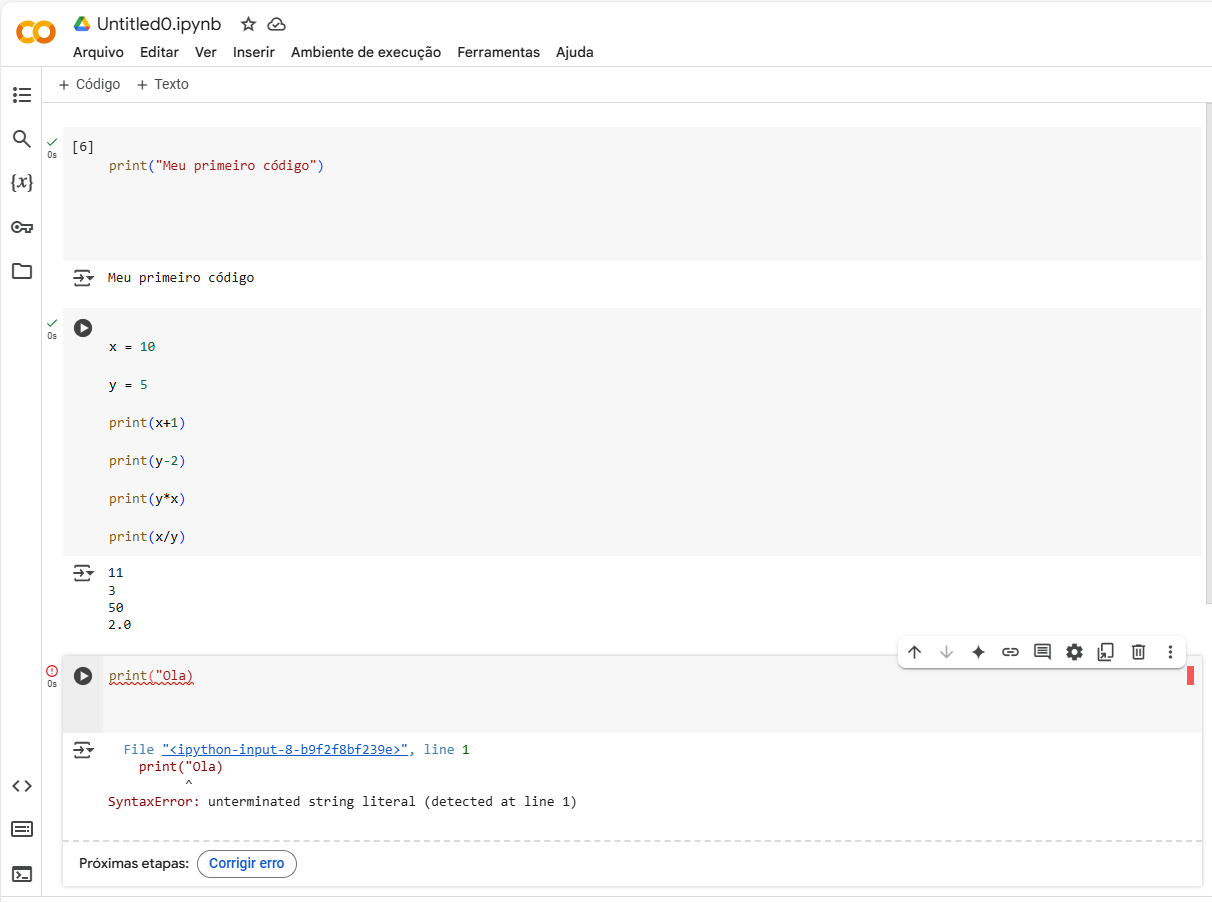 Untitled0.ipynb
Arquivo Editar Ver Inserir Ambiente de execução Ferramentas Ajuda
+ Código + Texto
[6]
0s
print("Meu primeiro código")
Meu primeiro código
0s
x = 10
y = 5
print(x+1)
print(y-2)
print(y*x)
print(x/y)
11
3
50
2.0
0s
print("Ola)
File "<ipython-input-8-b9f2f8bf239e>", line 1
print("Ola)
^
SyntaxError: unterminated string literal (detected at line 1)
Próximas etapas: Corrigir erro